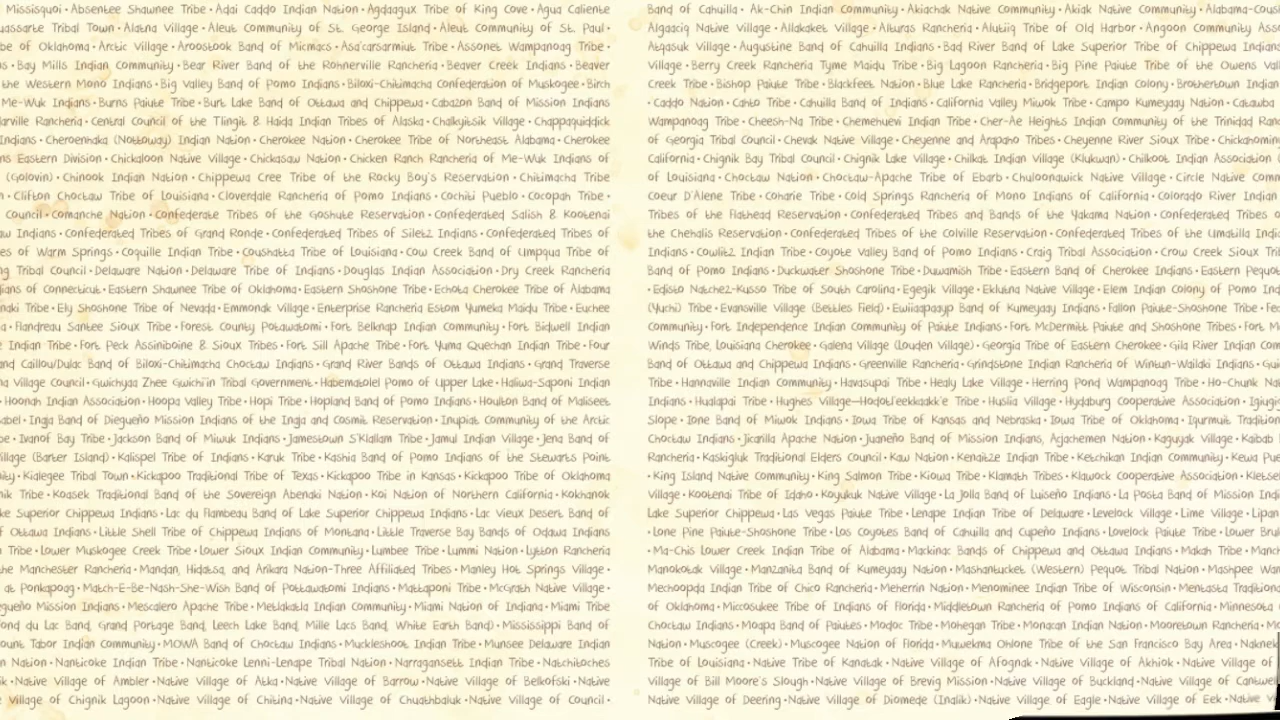 Missisquoi • Absentee Shawnee Tribe • Adai Caddo Indian Nation • Agdaagux Tribe of King Cove • Agua Caliente Band of Cahuilla • Ak-Chin Indian Community • Akiachak Native Community • Akiak Native Community • Alabama-Coush
assarte Tribal Town • Alatna Village • Aleut Community of St. George Island • Aleut Community of St. Paul • Algaaciq Village • Allakaket Village • Alturas Rancheria • Alutiiq Tribe of Old Harbor • Angoon Community Ass
be of Oklahoma • Arctic Village • Aroostook Band of Micmacs • Asa'carsarmiut Tribe • Assonet Wampanoag Tribe • Atqasuk Village • Augustine Band of Cahuilla Indians • Bad River Band of Lake Superior Tribe of Chippewa Indians
s • Bay Mills Indian Community • Bear River Band of the Rohnerville Rancheria • Beaver Creek Indians • Beaver Village • Berry Creek Rancheria Tyme Maidu Tribe • Big Lagoon Rancheria • Big Pine Paiute Tribe of the Owens Val
the Western Mono Indians • Big Valley Band of Pomo Indians • Biloxi-Chitimacha Confederation of Muskogee • Birch Creek Tribe • Bishop Paiute Tribe • Blackfeet Nation • Blue Lake Rancheria • Bridgeport Indian Colony • Brothertown Indian
Me-Wuk Indians • Burns Paiute Tribe • Burt Lake Band of Ottawa and Chippewa • Cabazon Band of Mission Indians • Caddo Nation • Cahto Tribe • Cahuilla Band of Indians • California Valley Miwok Tribe • Campo Kumeyaay Nation • Catawba
arville Rancheria • Central Council of the Tlingit & Haida Indian Tribes of Alaska • Chalkyitsik Village • Chappaquiddick Wampanoag Tribe • Cheesh-Na Tribe • Chemehuevi Indian Tribe • Cher-Ae Heights Indian Community of the Trinidad Ranc
Indians • Cheroenhaka (Nottoway) Indian Tribe • Cherokee Nation • Cherokee Tribe of Northeast Alabama • Cherokee of Georgia Tribal Council • Chevak Native Village • Cheyenne and Arapaho Tribes • Cheyenne River Sioux Tribe • Chickahomin
ns Eastern Division • Chickaloon Native Village • Chickasaw Nation • Chicken Ranch Rancheria of Me-Wuk Indians of California • Chignik Bay Tribal Council • Chignik Lake Village • Chilkat Indian Village (Klukwan) • Chilkoot Indian Association
(Golovin) • Chinook Indian Nation • Chippewa Cree Tribe of the Rocky Boy's Reservation • Chitimacha Tribe of Louisiana • Choctaw Nation • Choctaw-Apache Tribe of Ebarb • Chuloonawick Native Village • Circle Native Comm
n • Clifton Choctaw Tribe of Louisiana • Cloverdale Rancheria of Pomo Indians • Cochiti Pueblo • Cocopah Tribe • Coeur D'Alene Tribe • Coharie Tribe • Cold Springs Rancheria of Mono Indians of California • Colorado River Indian
Council • Comanche Nation • Confederate Tribes of the Goshute Reservation • Confederated Salish & Kootenai Tribes of the Flathead Reservation • Confederated Tribes and Bands of the Yakama Nation • Confederated Tribes of
aw Indians • Confederated Tribes of Grand Ronde • Confederated Tribes of Siletz Indians • Confederated Tribes of the Chehalis Reservation • Confederated Tribes of the Colville Reservation • Confederated Tribes of the Umatilla Ind
es of Warm Springs • Coquille Indian Tribe • Coushatta Tribe of Louisiana • Cow Creek Band of Umpqua Tribe of Indians • Cowlitz Indian Tribe • Coyote Valley Band of Pomo Indians • Craig Tribal Association • Crow Creek Sioux Tri
g Tribal Council • Delaware Nation • Delaware Tribe of Indians • Douglas Indian Association • Dry Creek Rancheria Band of Pomo Indians • Duckwater Shoshone Tribe • Duwamish Tribe • Eastern Band of Cherokee Indians • Eastern Pequot
ians of Connecticut • Eastern Shawnee Tribe of Oklahoma • Eastern Shoshone Tribe • Echota Cherokee Tribe of Alabama • Edisto Natchez-Kusso Tribe of South Carolina • Egegik Village • Eklutna Native Village • Elem Indian Colony of Pomo Ind
naki Tribe • Ely Shoshone Tribe of Nevada • Emmonak Village • Enterprise Rancheria Estom Yumeka Maidu Tribe • Euchee (Yuchi) Tribe • Evansville Village (Bettles Field) • Ewiiaapaayp Band of Kumeyaay Indians • Fallon Paiute-Shoshone Tribe • Fe
a • Flandreau Santee Sioux Tribe • Forest County Potawatomi • Fort Belknap Indian Community • Fort Bidwell Indian Community • Fort Independence Indian Community of Paiute Indians • Fort McDermitt Paiute and Shoshone Tribes • Fort M
e Indian Tribe • Fort Peck Assiniboine & Sioux Tribes • Fort Sill Apache Tribe • Fort Yuma Quechan Indian Tribe • Four Winds Tribe, Louisiana Cherokee • Galena Village (Louden Village) • Georgia Tribe of Eastern Cherokee • Gila River Indian Com
nd Caillou/Dulac Band of Biloxi-Chitimacha Choctaw Indians • Grand River Bands of Ottawa Indians • Grand Traverse Band of Ottawa and Chippewa Indians • Greenville Rancheria • Grindstone Indian Rancheria of Wintun-Wailaki Indians • Gui
a Village Council • Gwichyaa Zhee Gwich'in Tribal Government • Habematolel Pomo of Upper Lake • Haliwa-Saponi Indian Tribe • Hannahville Indian Community • Havasupai Tribe • Healy Lake Village • Herring Pond Wampanoag Tribe • Ho-Chunk Na
• Hoonah Indian Association • Hoopa Valley Tribe • Hopi Tribe • Hopland Band of Pomo Indians • Houlton Band of Maliseet Indians • Hualapai Tribe • Hughes Village—Hodotl'eekkaakk'e Tribe • Huslia Village • Hydaburg Cooperative Association • Igiugi
abel • Inaja Band of Diegueño Mission Indians of the Inaja and Cosmit Reservation • Inupiat Community of the Arctic Slope • Ione Band of Miwok Indians • Iowa Tribe of Kansas and Nebraska • Iowa Tribe of Oklahoma • Iqurmuit Tradition
e • Ivanof Bay Tribe • Jackson Band of Miwuk Indians • Jamestown S'Klallam Tribe • Jamul Indian Village • Jena Band of Choctaw Indians • Jicarilla Apache Nation • Juaneño Band of Mission Indians, Acjachemen Nation • Kaguyak Village • Kaibab
illage (Barter Island) • Kalispel Tribe of Indians • Karuk Tribe • Kashia Band of Pomo Indians of the Stewarts Point Rancheria • Kasigluk Traditional Elders Council • Kaw Nation • Kenaitze Indian Tribe • Ketchikan Indian Community • Kewa Pue
ity • Kialegee Tribal Town • Kickapoo Traditional Tribe of Texas • Kickapoo Tribe in Kansas • Kickapoo Tribe of Oklahoma • King Island Native Community • King Salmon Tribe • Kiowa Tribe • Klamath Tribes • Klawock Cooperative Association • Kletse
nik Tribe • Koasek Traditional Band of the Sovereign Abenaki Nation • Koi Nation of Northern California • Kokhanok Village • Kootenai Tribe of Idaho • Koyukuk Native Village • La Jolla Band of Luiseño Indians • La Posta Band of Mission Ind
ke Superior Chippewa Indians • Lac du Flambeau Band of Lake Superior Chippewa Indians • Lac Vieux Desert Band of Lake Superior Chippewa • Las Vegas Paiute Tribe • Lenape Indian Tribe of Delaware • Levelock Village • Lime Village • Lipan
f Ottawa Indians • Little Shell Tribe of Chippewa Indians of Montana • Little Traverse Bay Bands of Odawa Indians • Lone Pine Paiute-Shoshone Tribe • Los Coyotes Band of Cahuilla and Cupeño Indians • Lovelock Paiute Tribe • Lower Brul
n Tribe • Lower Muskogee Creek Tribe • Lower Sioux Indian Community • Lumbee Tribe • Lummi Nation • Lytton Rancheria • Ma-Chis Lower Creek Indian Tribe of Alabama • Mackinac Bands of Chippewa and Ottawa Indians • Makah Tribe • Manc
the Manchester Rancheria • Mandan, Hidatsa, and Arikara Nation-Three Affiliated Tribes • Manley Hot Springs Village • Manokotak Village • Manzanita Band of Kumeyaay Nation • Mashantucket (Western) Pequot Tribal Nation • Mashpee War
at Ponkapoag • Match-E-Be-Nash-She-Wish Band of Pottawatomi Indians • Mattaponi Tribe • McGrath Native Village • Mechoopda Indian Tribe of Chico Rancheria • Meherrin Nation • Menominee Indian Tribe of Wisconsin • Mentasta Tradition
egueño Mission Indians • Mescalero Apache Tribe • Metlakatla Indian Community • Miami Nation of Indiana • Miami Tribe of Oklahoma • Miccosukee Tribe of Indians of Florida • Middletown Rancheria of Pomo Indians of California • Minnesota
ond du Lac Band, Grand Portage Band, Leech Lake Band, Mille Lacs Band, White Earth Band) • Mississippi Band of Choctaw Indians • Moapa Band of Paiutes • Modoc Tribe • Mohegan Tribe • Monacan Indian Nation • Mooretown Rancheria • Mo
ount Tabor Indian Community • MOWA Band of Choctaw Indians • Muckleshoot Indian Tribe • Munsee Delaware Indian Nation • Muscogee (Creek) • Muscogee Nation of Florida • Muwekma Ohlone Tribe of the San Francisco Bay Area • Nakneh
n Nation • Nanticoke Indian Tribe • Nanticoke Lenni-Lenape Tribal Nation • Narragansett Indian Tribe • Natchitoches Tribe of Louisiana • Native Tribe of Kanatak • Native Village of Afognak • Native Village of Akhiok • Native Village of
ik • Native Village of Ambler • Native Village of Atka • Native Village of Barrow • Native Village of Belkofski • Native Village of Bill Moore's Slough • Native Village of Brevig Mission • Native Village of Buckland • Native Village of Cantwel
e Village of Chignik Lagoon • Native Village of Chitina • Native Village of Chuathbaluk • Native Village of Council • Native Village of Deering • Native Village of Diomede (Inalik) • Native Village of Eagle • Native Village of Eek • Native V